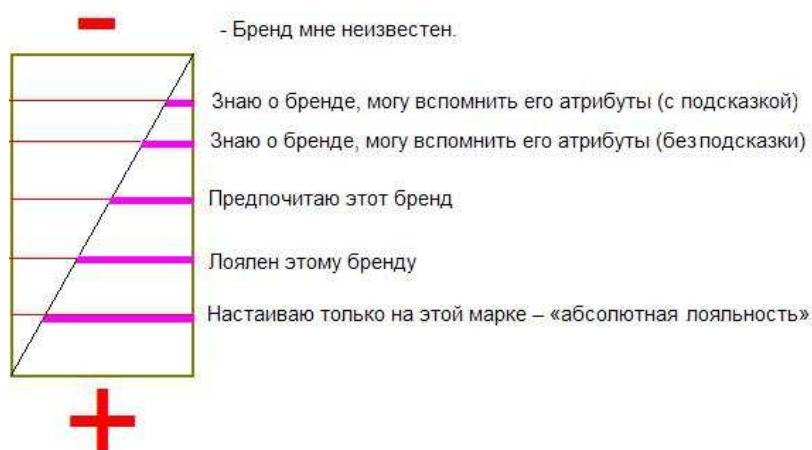 - Бренд мне неизвестен.
Знаю о бренде, могу вспомнить его атрибуты (с подсказкой)
Знаю о бренде, могу вспомнить его атрибуты (без подсказки)
Предпочитаю этот бренд
Лоялен этому бренду
Настаиваю только на этой марке – «абсолютная лояльность»